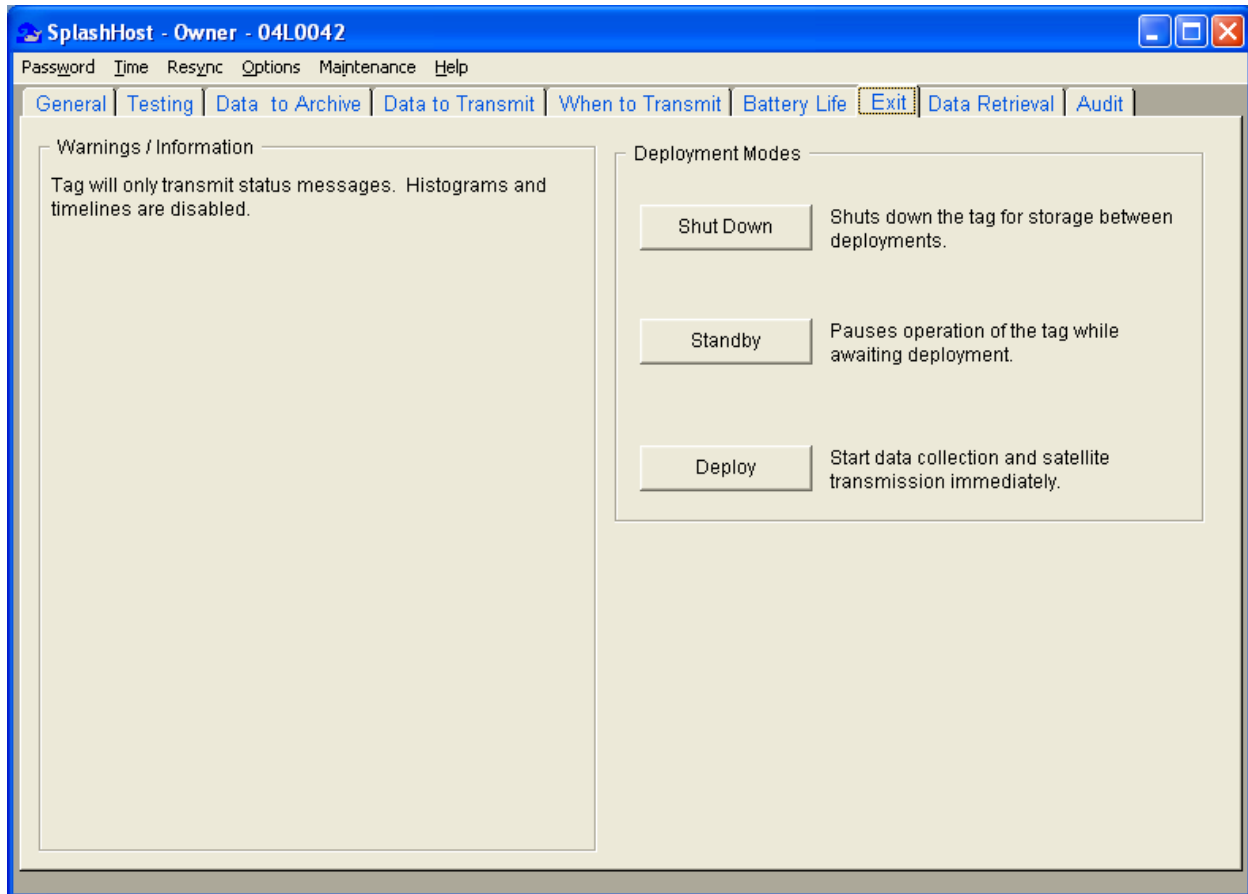 SplashHost - Owner - 04L0042
Password Time Resync Options Maintenance Help
General Testing Data to Archive Data to Transmit When to Transmit Battery Life Exit Data Retrieval Audit
Warnings / Information
Tag will only transmit status messages. Histograms and
timelines are disabled.
Deployment Modes
Shut Down
Shuts down the tag for storage between
deployments.
Standby
Pauses operation of the tag while
awaiting deployment.
Deploy
Start data collection and satellite
transmission immediately.